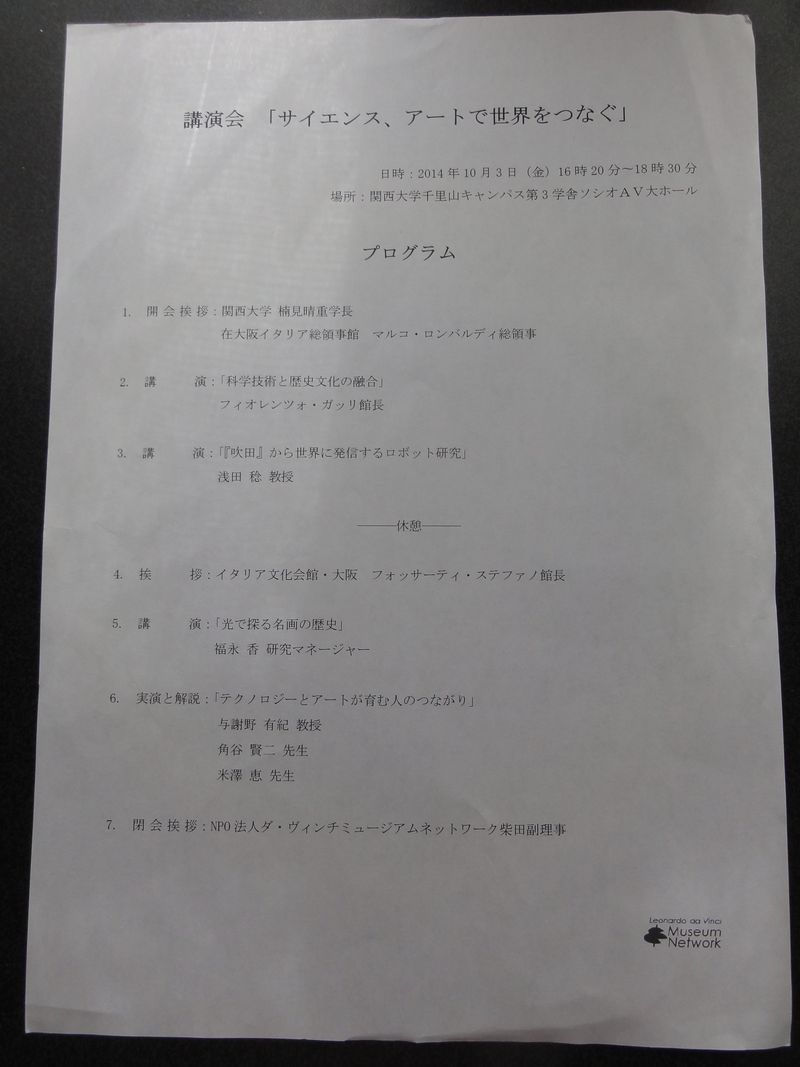 講演会 「サイエンス、アートで世界をつなぐ」
日時：2014年10月3日（金）16時20分～18時30分
場所：関西大学千里山キャンパス第3学舎ソシオＡＶ大ホール
プログラム
1. 開会挨拶：関西大学 楠見晴重学長
在大阪イタリア総領事館 マルコ・ロンバルディ総領事
2. 講 演：「科学技術と歴史文化の融合」
フィオレンツォ・ガッリ館長
3. 講 演：「『吹田』から世界に発信するロボット研究」
浅田 稔 教授
―――休憩―――
4. 挨 拶：イタリア文化会館・大阪 フォッサーティ・ステファノ館長
5. 講 演：「光で探る名画の歴史」
福永 香 研究マネージャー
6. 実演と解説：「テクノロジーとアートが育む人のつながり」
与謝野 有紀 教授
角谷 賢二 先生
米澤 恵 先生
7. 閉会挨拶：NPO法人ダ・ヴィンチミュージアムネットワーク柴田副理事
Leonardo da Vinci
Museum
Network